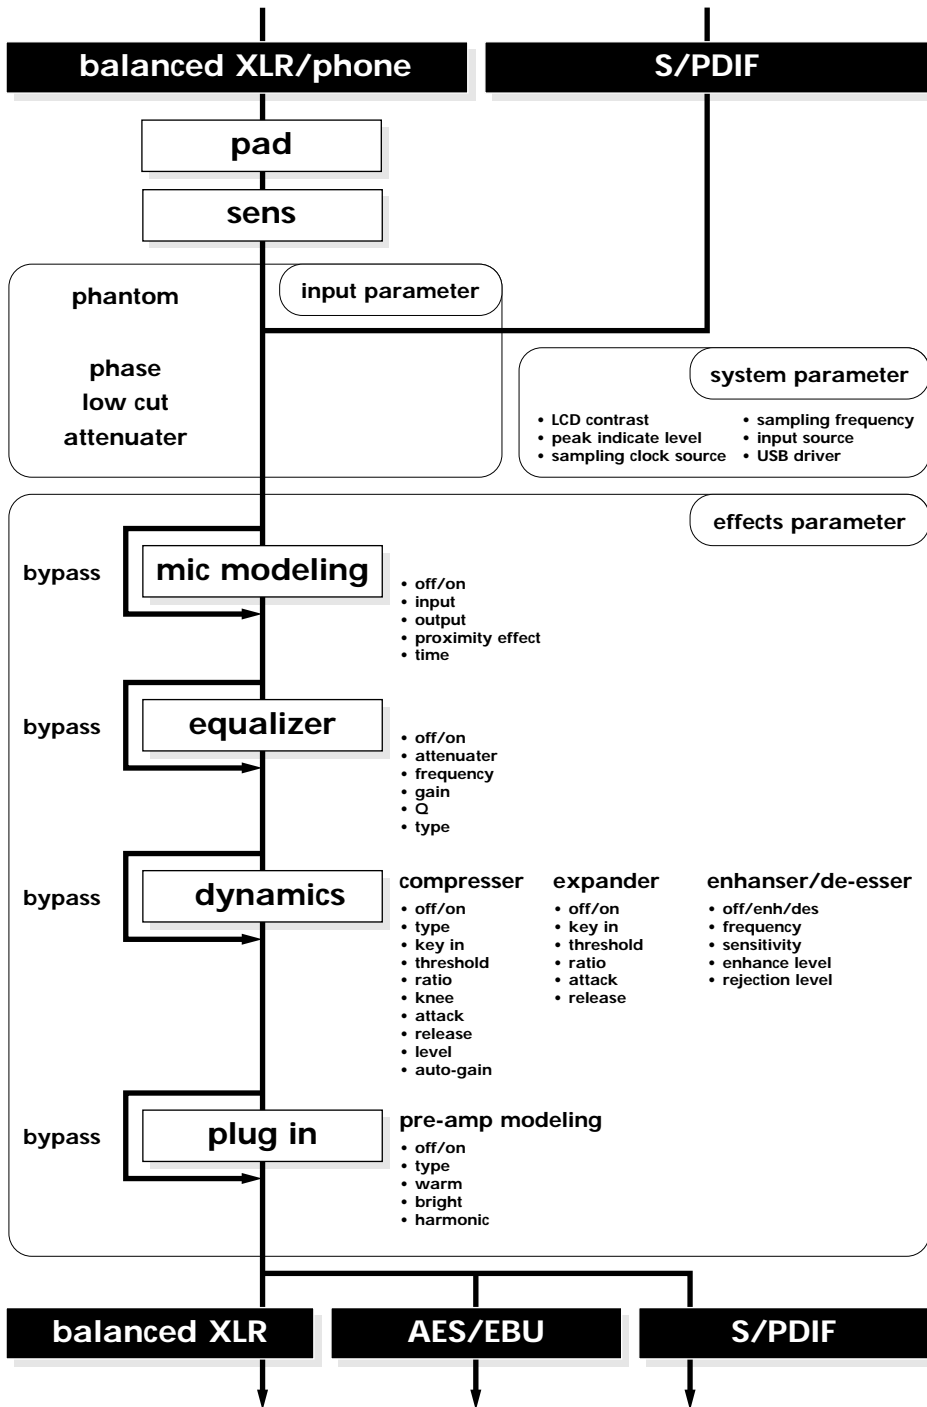 balanced XLR/phone
S/PDIF
pad
sens
phantom
input parameter
phase
low cut
attenuater
system parameter
• LCD contrast
• peak indicate level
• sampling clock source
• sampling frequency
• input source
• USB driver
effects parameter
bypass
mic modeling
• off/on
• input
• output
• proximity effect
• time
bypass
equalizer
• off/on
• attenuater
• frequency
• gain
• Q
• type
bypass
dynamics
compresser
• off/on
• type
• key in
• threshold
• ratio
• knee
• attack
• release
• level
• auto-gain
expander
• off/on
• key in
• threshold
• ratio
• attack
• release
enhanser/de-esser
• off/enh/des
• frequency
• sensitivity
• enhance level
• rejection level
bypass
plug in
pre-amp modeling
• off/on
• type
• warm
• bright
• harmonic
balanced XLR
AES/EBU
S/PDIF